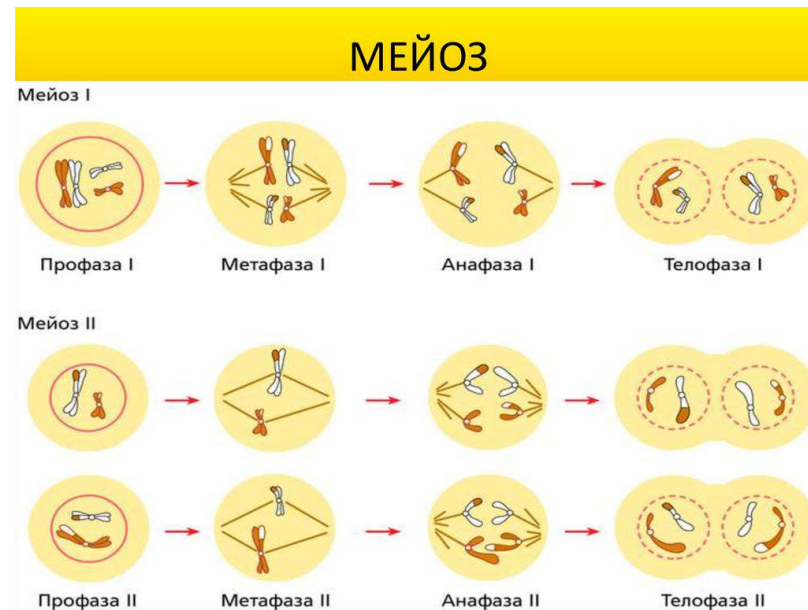 МЕЙОЗ
Мейоз I
Профаза I
Метафаза I
Анафаза I
Телофаза I
Мейоз II
Профаза II
Метафаза II
Анафаза II
Телофаза II